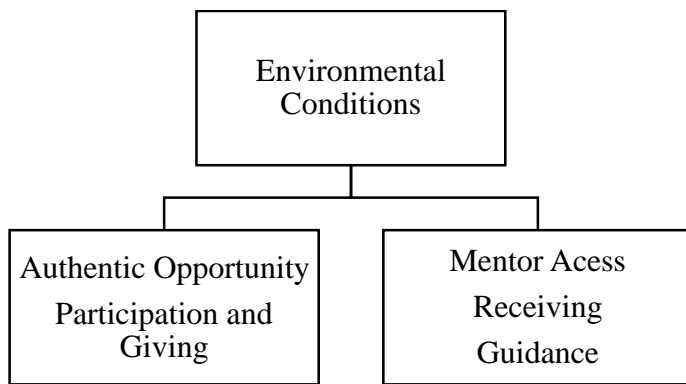 Environmental
Conditions
Authentic Opportunity
Participation and
Giving
Mentor Acess
Receiving
Guidance